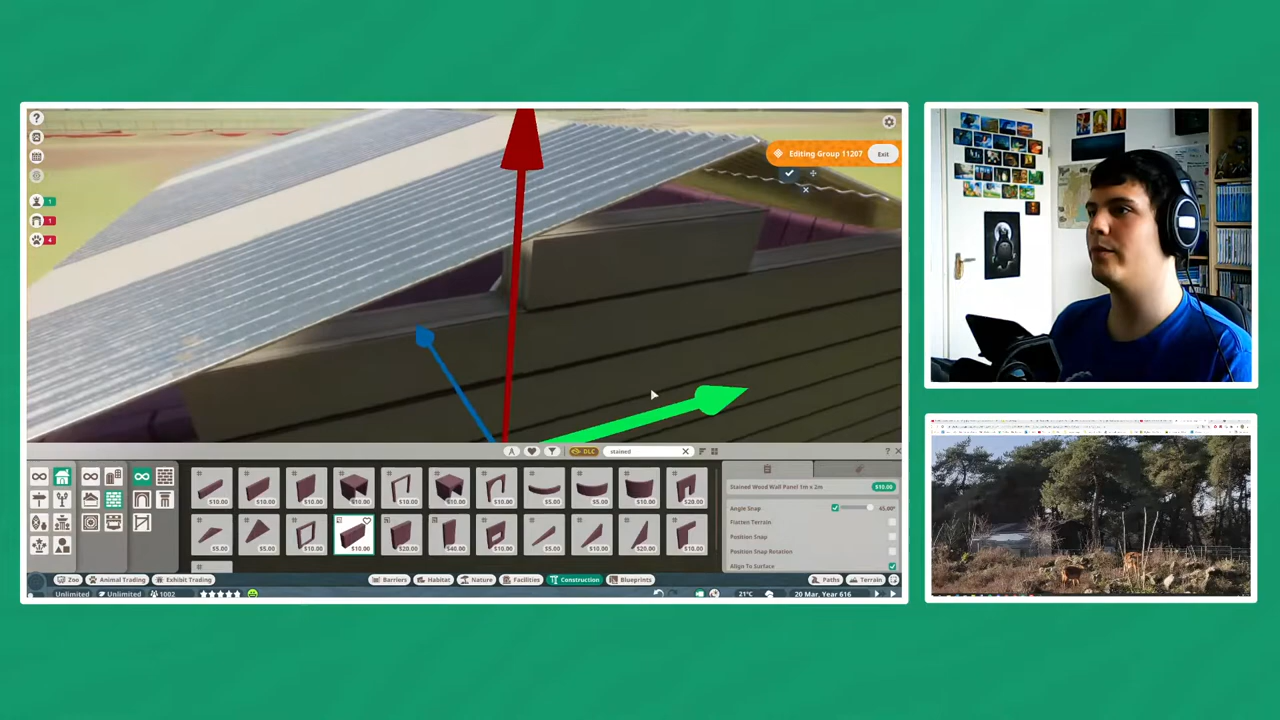 ?
Editing Group 11207
Exit
1
1
4
A
DLC
stained
?
$10.00 $10.00 $10.00 $10.00 $10.00 $10.00 $10.00 $5.00 $5.00 $10.00 $20.00
$5.00 $5.00 $10.00 $10.00 $20.00 $40.00 $10.00 $5.00 $10.00 $20.00 $10.00
Stained Wood Wall Panel 1m x 2m
$10.00
Angle Snap
45.00°
Flatten Terrain
Position Snap
Position Snap Rotation
Align To Surface
Zoo
Animal Trading
Exhibit Trading
Barriers
Habitat
Nature
Facilities
Construction
Blueprints
Paths
Terrain
Unlimited
Unlimited
1002
21°C
20 Mar, Year 616